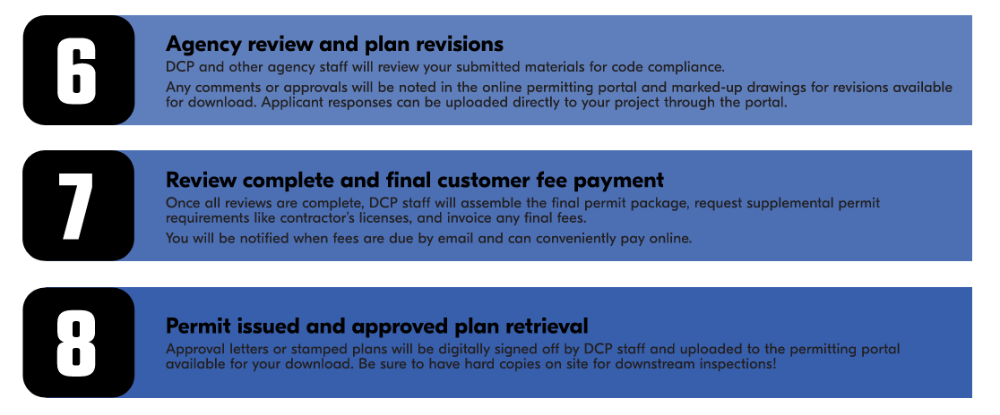 6
Agency review and plan revisions
DCP and other agency staff will review your submitted materials for code compliance.
Any comments or approvals will be noted in the online permitting portal and marked-up drawings for revisions available
for download. Applicant responses can be uploaded directly to your project through the portal.
7
Review complete and final customer fee payment
Once all reviews are complete, DCP staff will assemble the final permit package, request supplemental permit
requirements like contractor's licenses, and invoice any final fees.
You will be notified when fees are due by email and can conveniently pay online.
8
Permit issued and approved plan retrieval
Approval letters or stamped plans will be digitally signed off by DCP staff and uploaded to the permitting portal
available for your download. Be sure to have hard copies on site for downstream inspections!